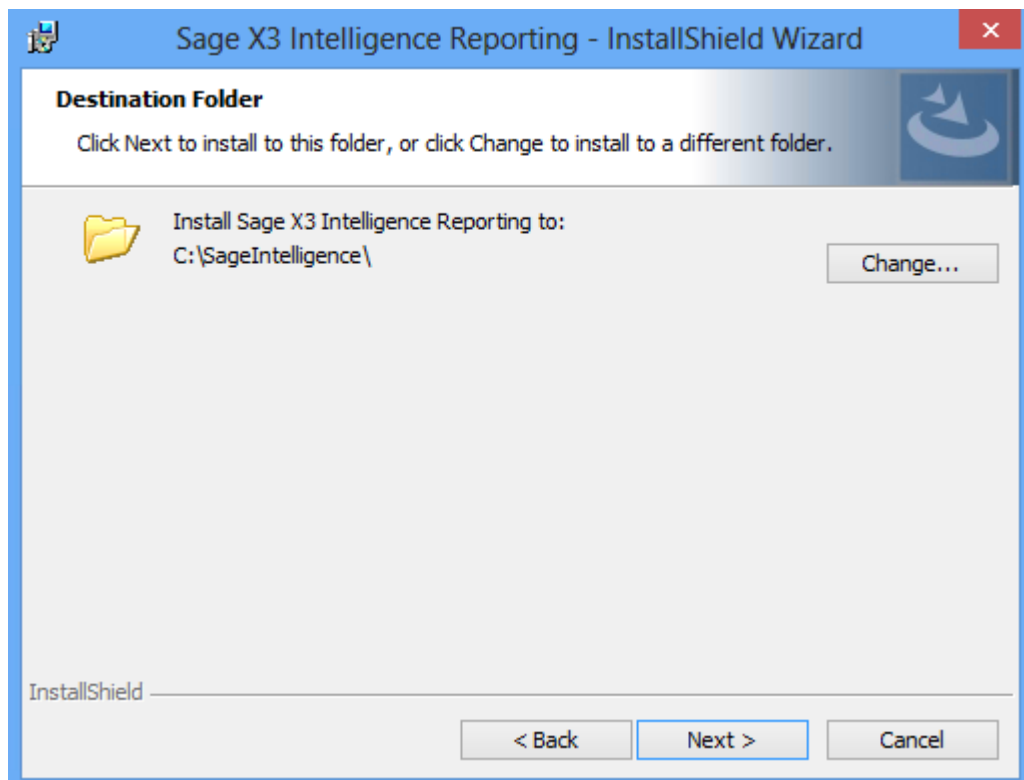 Sage X3 Intelligence Reporting - InstallShield Wizard
Destination Folder
Click Next to install to this folder, or click Change to install to a different folder.
Install Sage X3 Intelligence Reporting to:
C:\SageIntelligence\
Change...
InstallShield
< Back
Next >
Cancel